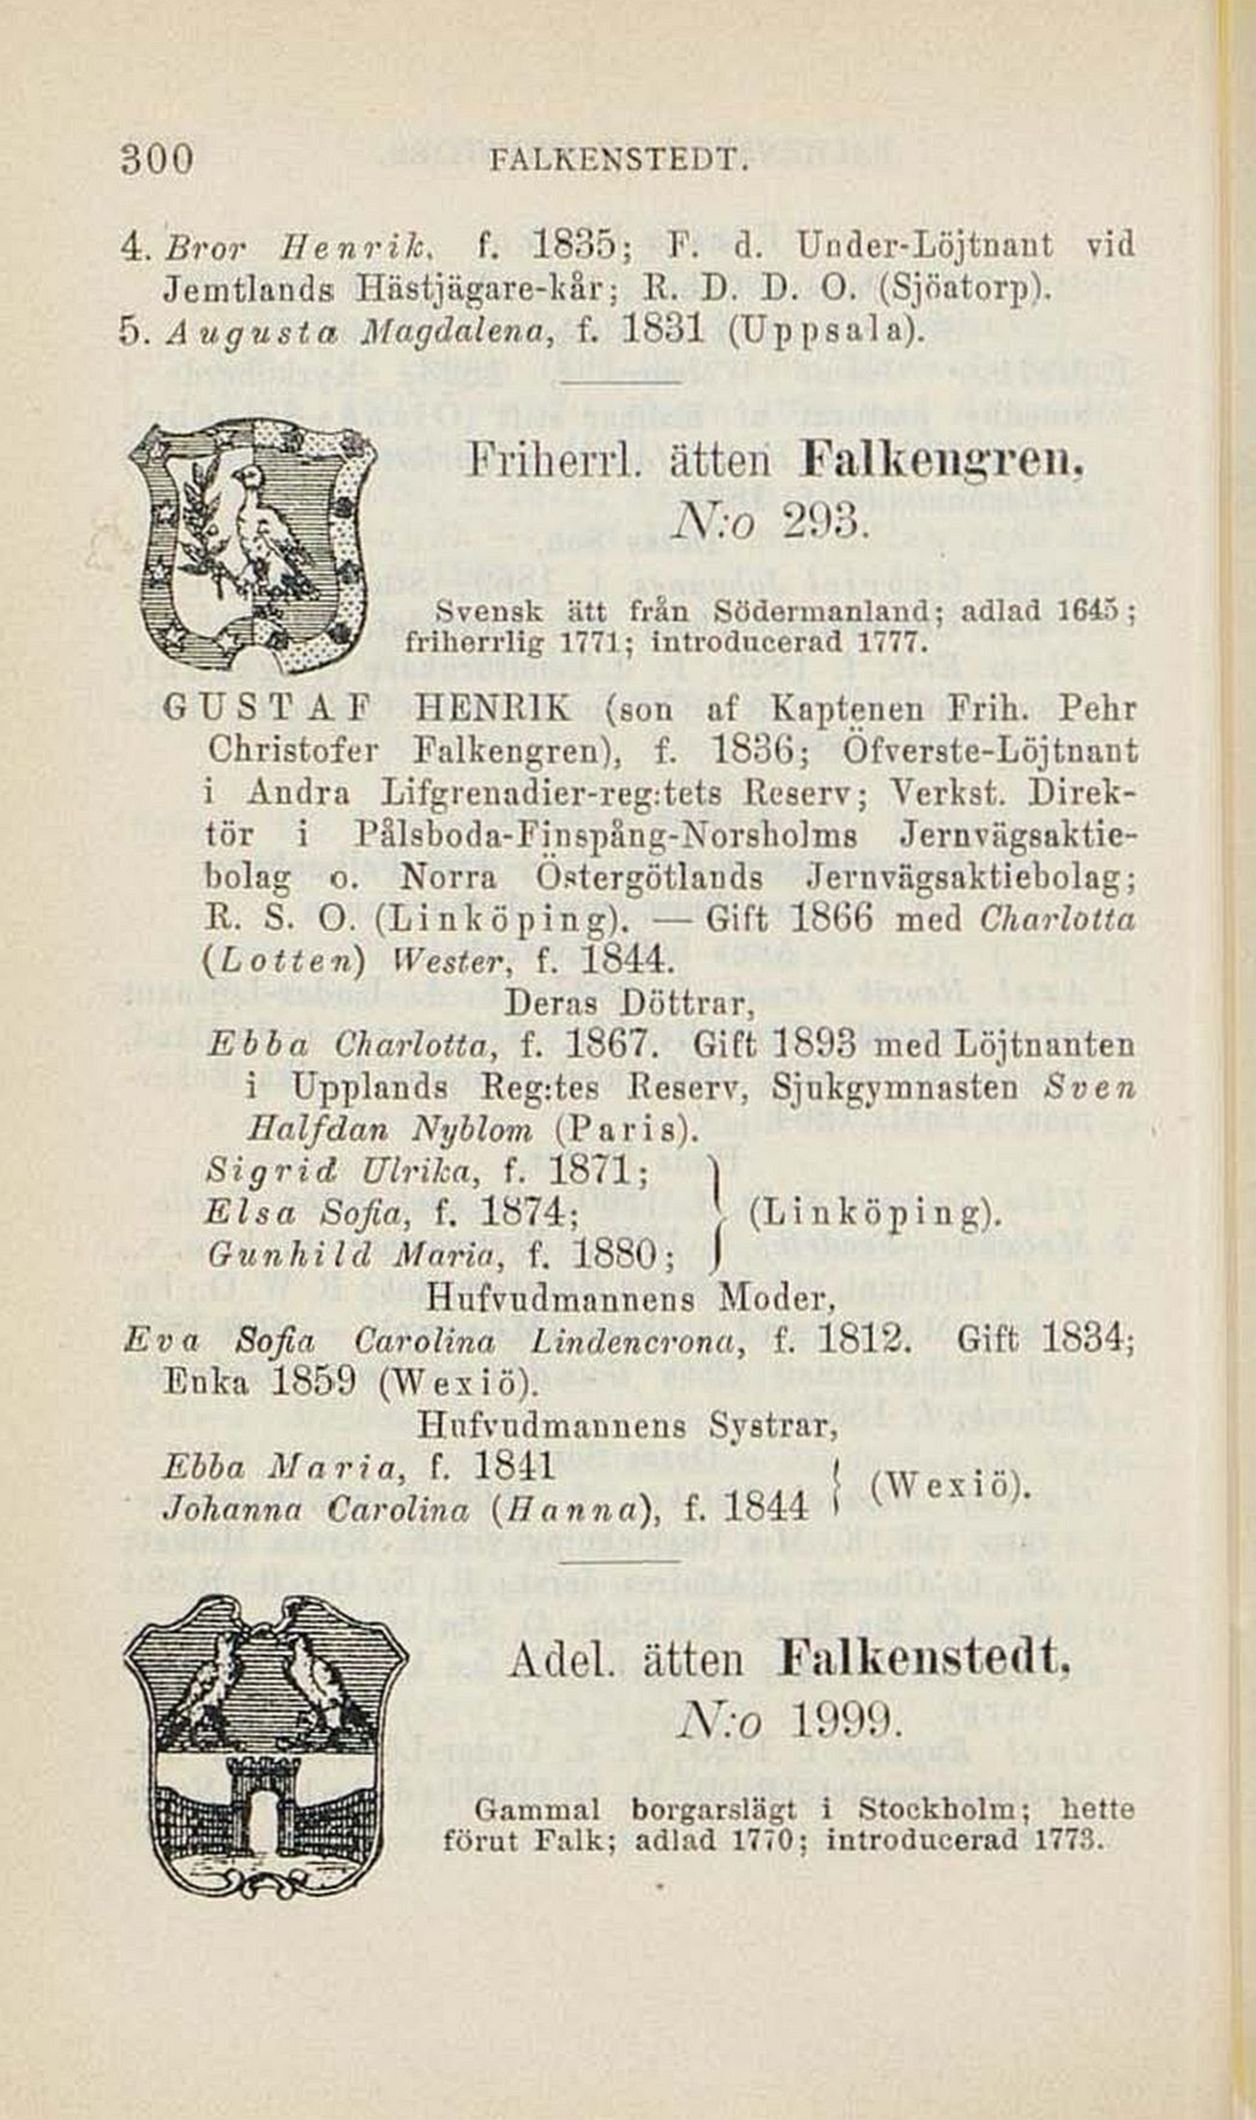 300 FALKENSTEDT.
4. Bror Henrik, f. 1835; F. d. Under-Löjtnant vid
Jemtlands Hästjägare-kår; R. D. D. O. (Sjöatorp).
5. Augusta Magdalena, f. 1831 (Uppsala).
Friherrl. ätten Falkengren,
N:o 293.
Svensk ätt från Södermanland; adlad 1645;
friherrlig 1771; introducerad 1777.
GUSTAF HENRIK (son af Kaptenen Frih. Pehr
Christofer Falkengren), f. 1836; Öfverste-Löjtnant
i Andra Lifgrenadier-reg:tets Reserv; Verkst. Direk-
tör i Pålsboda-Finspång-Norsholms Jernvägsaktie-
bolag o. Norra Östergötlands Jernvägsaktiebolag;
R. S. O. (Linköping). — Gift 1866 med Charlotta
(Lotten) Wester, f. 1844.
Deras Döttrar,
Ebba Charlotta, f. 1867. Gift 1893 med Löjtnanten
i Upplands Reg:tes Reserv, Sjukgymnasten Sven
Halfdan Nyblom (Paris).
Sigrid Ulrika, f. 1871;
Elsa Sofia, f. 1874; } (Linköping).
Gunhild Maria, f. 1880;
Hufvudmannens Moder,
Eva Sofia Carolina Lindencrona, f. 1812. Gift 1834;
Enka 1859 (Wexiö).
Hufvudmannens Systrar,
Ebba Maria, f. 1841
Johanna Carolina (Hanna), f. 1844 } (Wexiö).
Adel. ätten Falkenstedt,
N:o 1999.
Gammal borgarslägt i Stockholm; hette
förut Falk; adlad 1770; introducerad 1773.